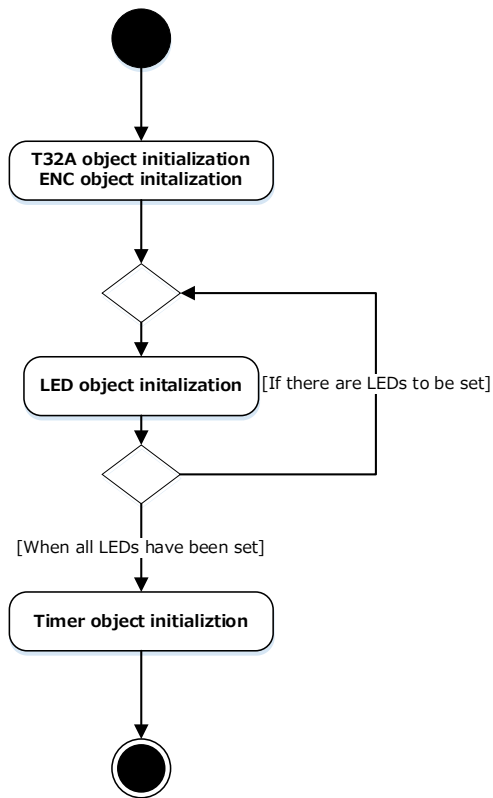 T32A object initialization
ENC object initalization
LED object initalization
[If there are LEDs to be set]
[When all LEDs have been set]
Timer object initializtion